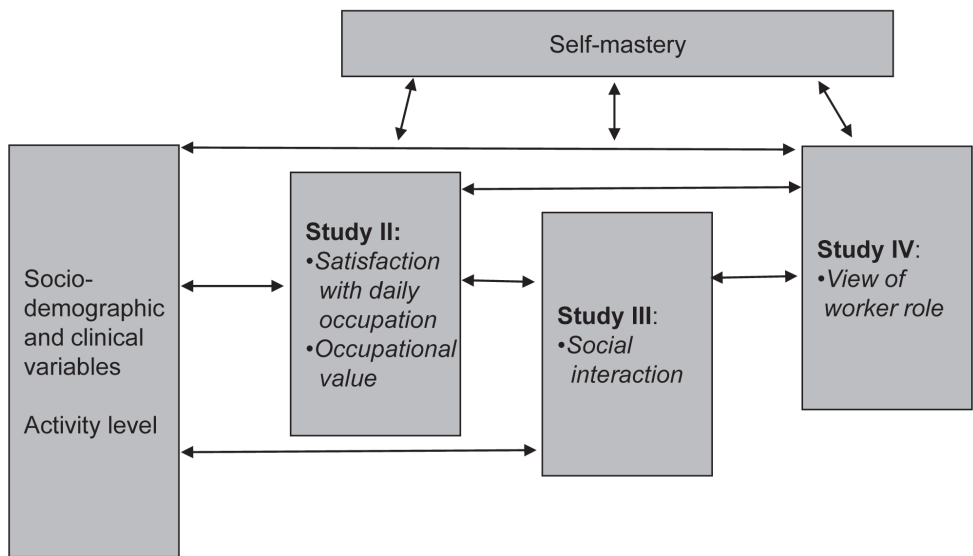 Self-mastery
Socio-
demographic
and clinical
variables
Activity level
Study II:
•Satisfaction
with daily
occupation
•Occupational
value
Study III:
•Social
interaction
Study IV:
•View of
worker role